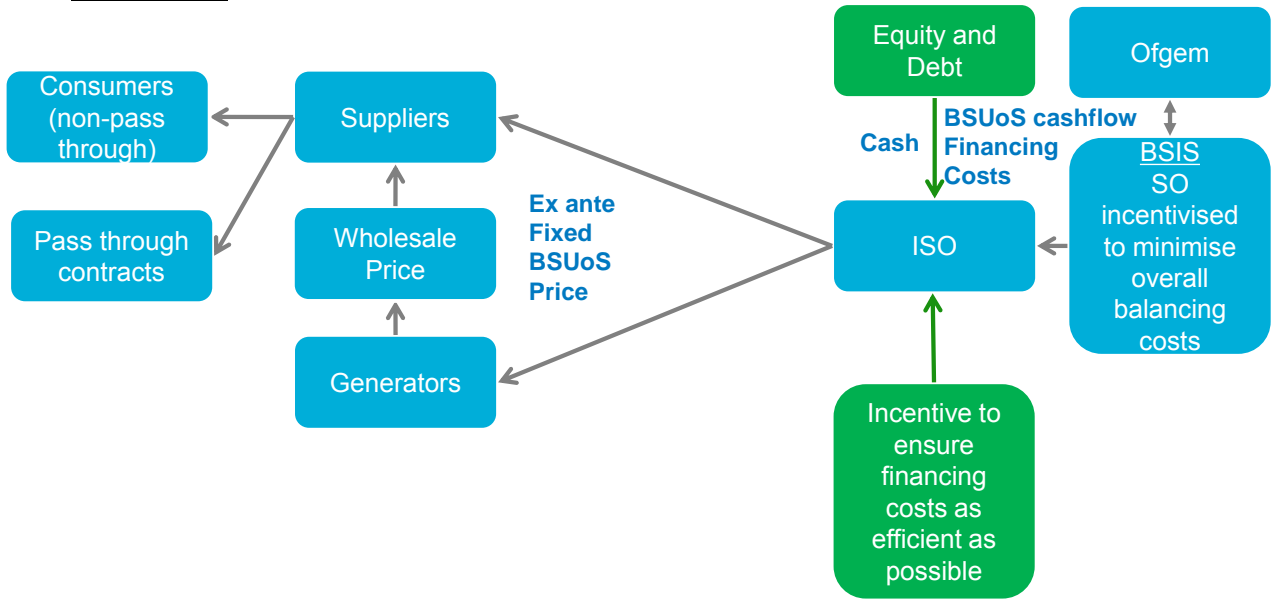 Equity and
Debt
Ofgem
Consumers
(non-pass
through)
Suppliers
Cash
BSUoS cashflow
Financing
Costs
BSIS
SO
incentivised
to minimise
overall
balancing
costs
Pass through
contracts
Wholesale
Price
Ex ante
Fixed
BSUoS
Price
ISO
Generators
Incentive to
ensure
financing
costs as
efficient as
possible